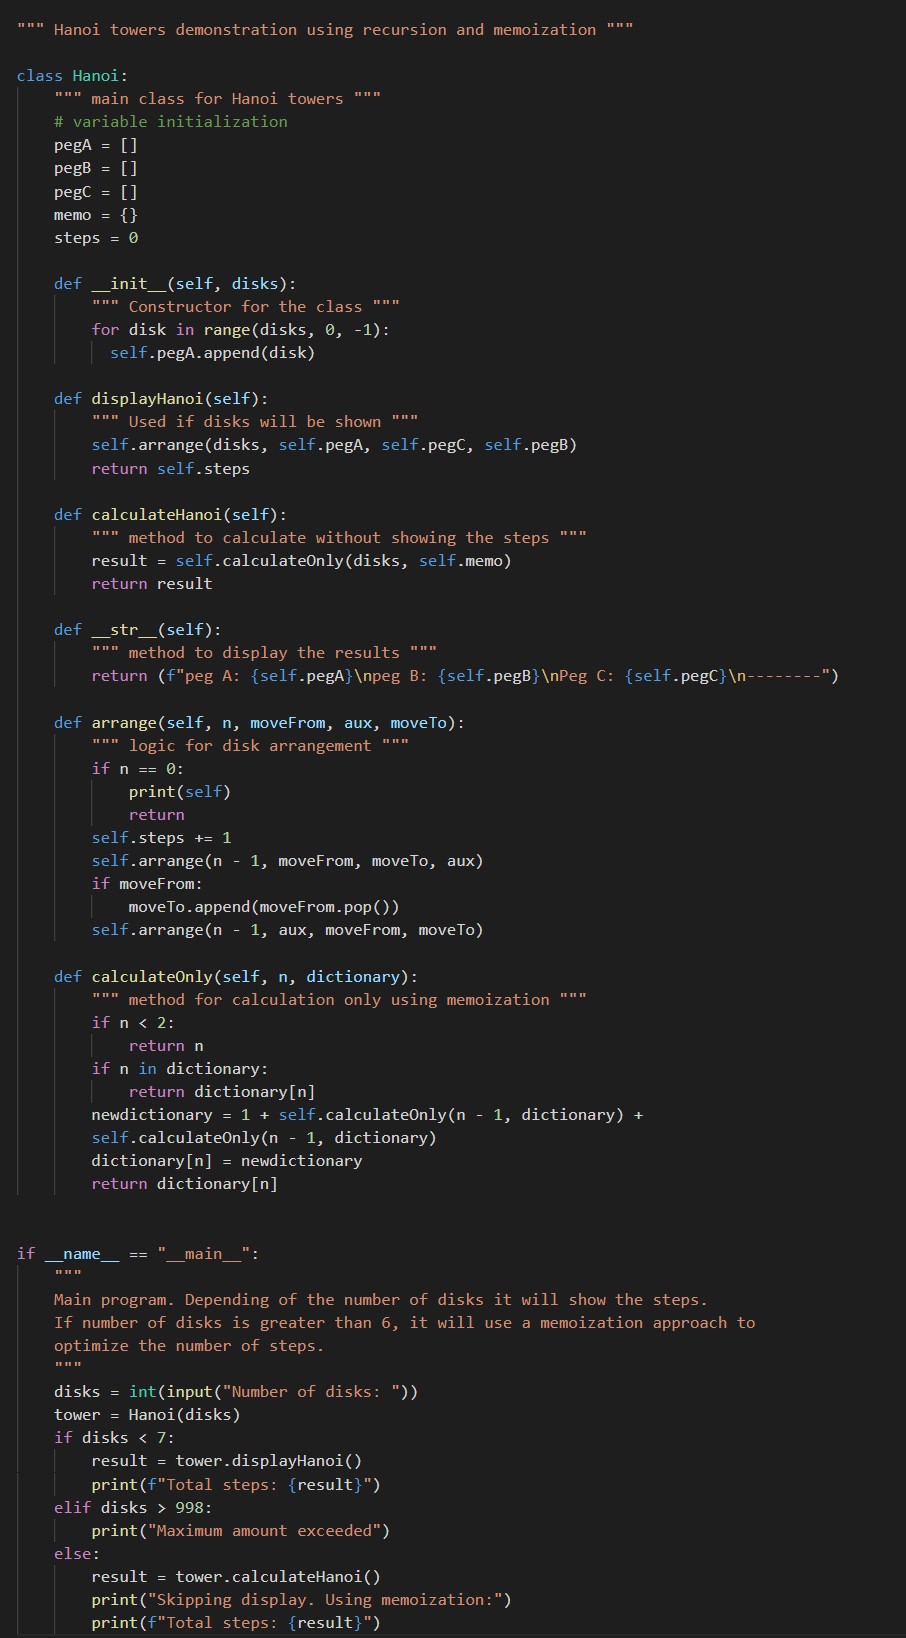 """ Hanoi towers demonstration using recursion and memoization """

class Hanoi:
    """ main class for Hanoi towers """
    # variable initialization
    pegA = []
    pegB = []
    pegC = []
    memo = {}
    steps = 0

    def __init__(self, disks):
        """ Constructor for the class """
        for disk in range(disks, 0, -1):
          self.pegA.append(disk)

    def displayHanoi(self):
        """ Used if disks will be shown """
        self.arrange(disks, self.pegA, self.pegC, self.pegB)
        return self.steps

    def calculateHanoi(self):
        """ method to calculate without showing the steps """
        result = self.calculateOnly(disks, self.memo)
        return result

    def __str__(self):
        """ method to display the results """
        return (f"peg A: {self.pegA}\npeg B: {self.pegB}\nPeg C: {self.pegC}\n--------")

    def arrange(self, n, moveFrom, aux, moveTo):
        """ logic for disk arrangement """
        if n == 0:
            print(self)
            return
        self.steps += 1
        self.arrange(n - 1, moveFrom, moveTo, aux)
        if moveFrom:
            moveTo.append(moveFrom.pop())
        self.arrange(n - 1, aux, moveFrom, moveTo)

    def calculateOnly(self, n, dictionary):
        """ method for calculation only using memoization """
        if n < 2:
            return n
        if n in dictionary:
            return dictionary[n]
        newdictionary = 1 + self.calculateOnly(n - 1, dictionary) +
        self.calculateOnly(n - 1, dictionary)
        dictionary[n] = newdictionary
        return dictionary[n]


if __name__ == "__main__":
    """
    Main program. Depending of the number of disks it will show the steps.
    If number of disks is greater than 6, it will use a memoization approach to
    optimize the number of steps.
    """
    disks = int(input("Number of disks: "))
    tower = Hanoi(disks)
    if disks < 7:
        result = tower.displayHanoi()
        print(f"Total steps: {result}")
    elif disks > 998:
        print("Maximum amount exceeded")
    else:
        result = tower.calculateHanoi()
        print("Skipping display. Using memoization:")
        print(f"Total steps: {result}")